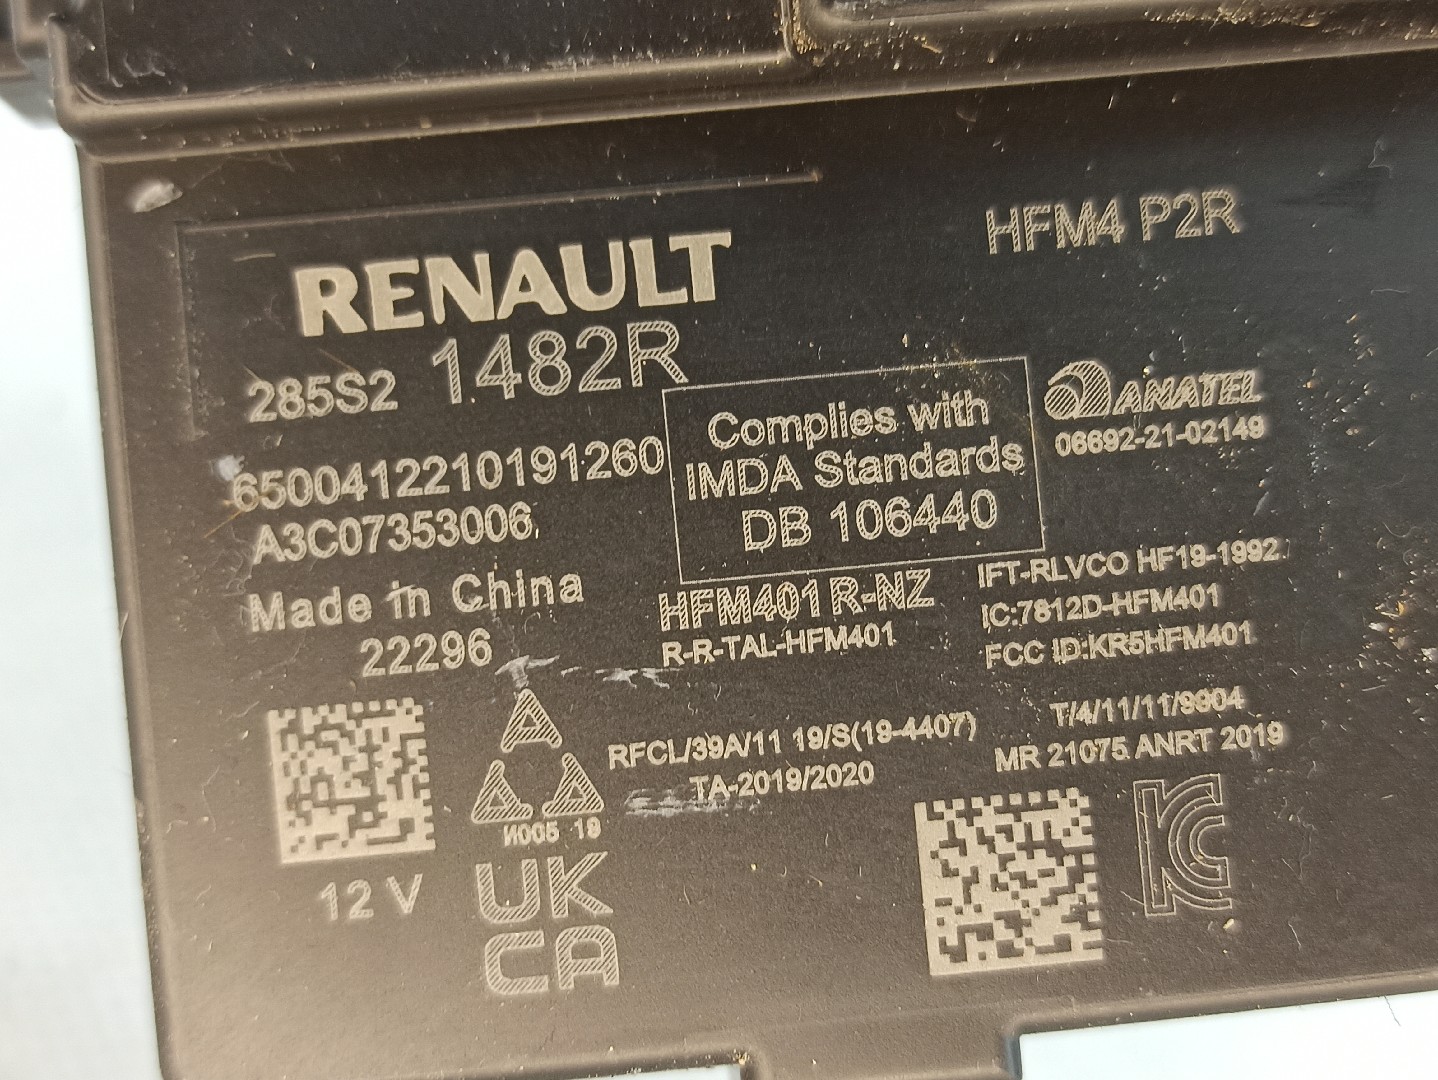 HFM4 P2R
RENAULT
285S2 1482R
6500412210191260
A3C07353006
Made in China
22296
Complies with
IMDA Standards
DB 106440
ANATEL
06692-21-02149
HFM401R-NZ
R-R-TAL-HFM401
IFT-RLVCO HF19-1992
IC:7812D-HFM401
FCC ID:KR5HFM401
RFCL/39A/11 19/S(19-4407)
TA-2019/2020
T/4/11/11/9904
MR 21075 ANRT 2019
И005 19
12 V
UK
CA